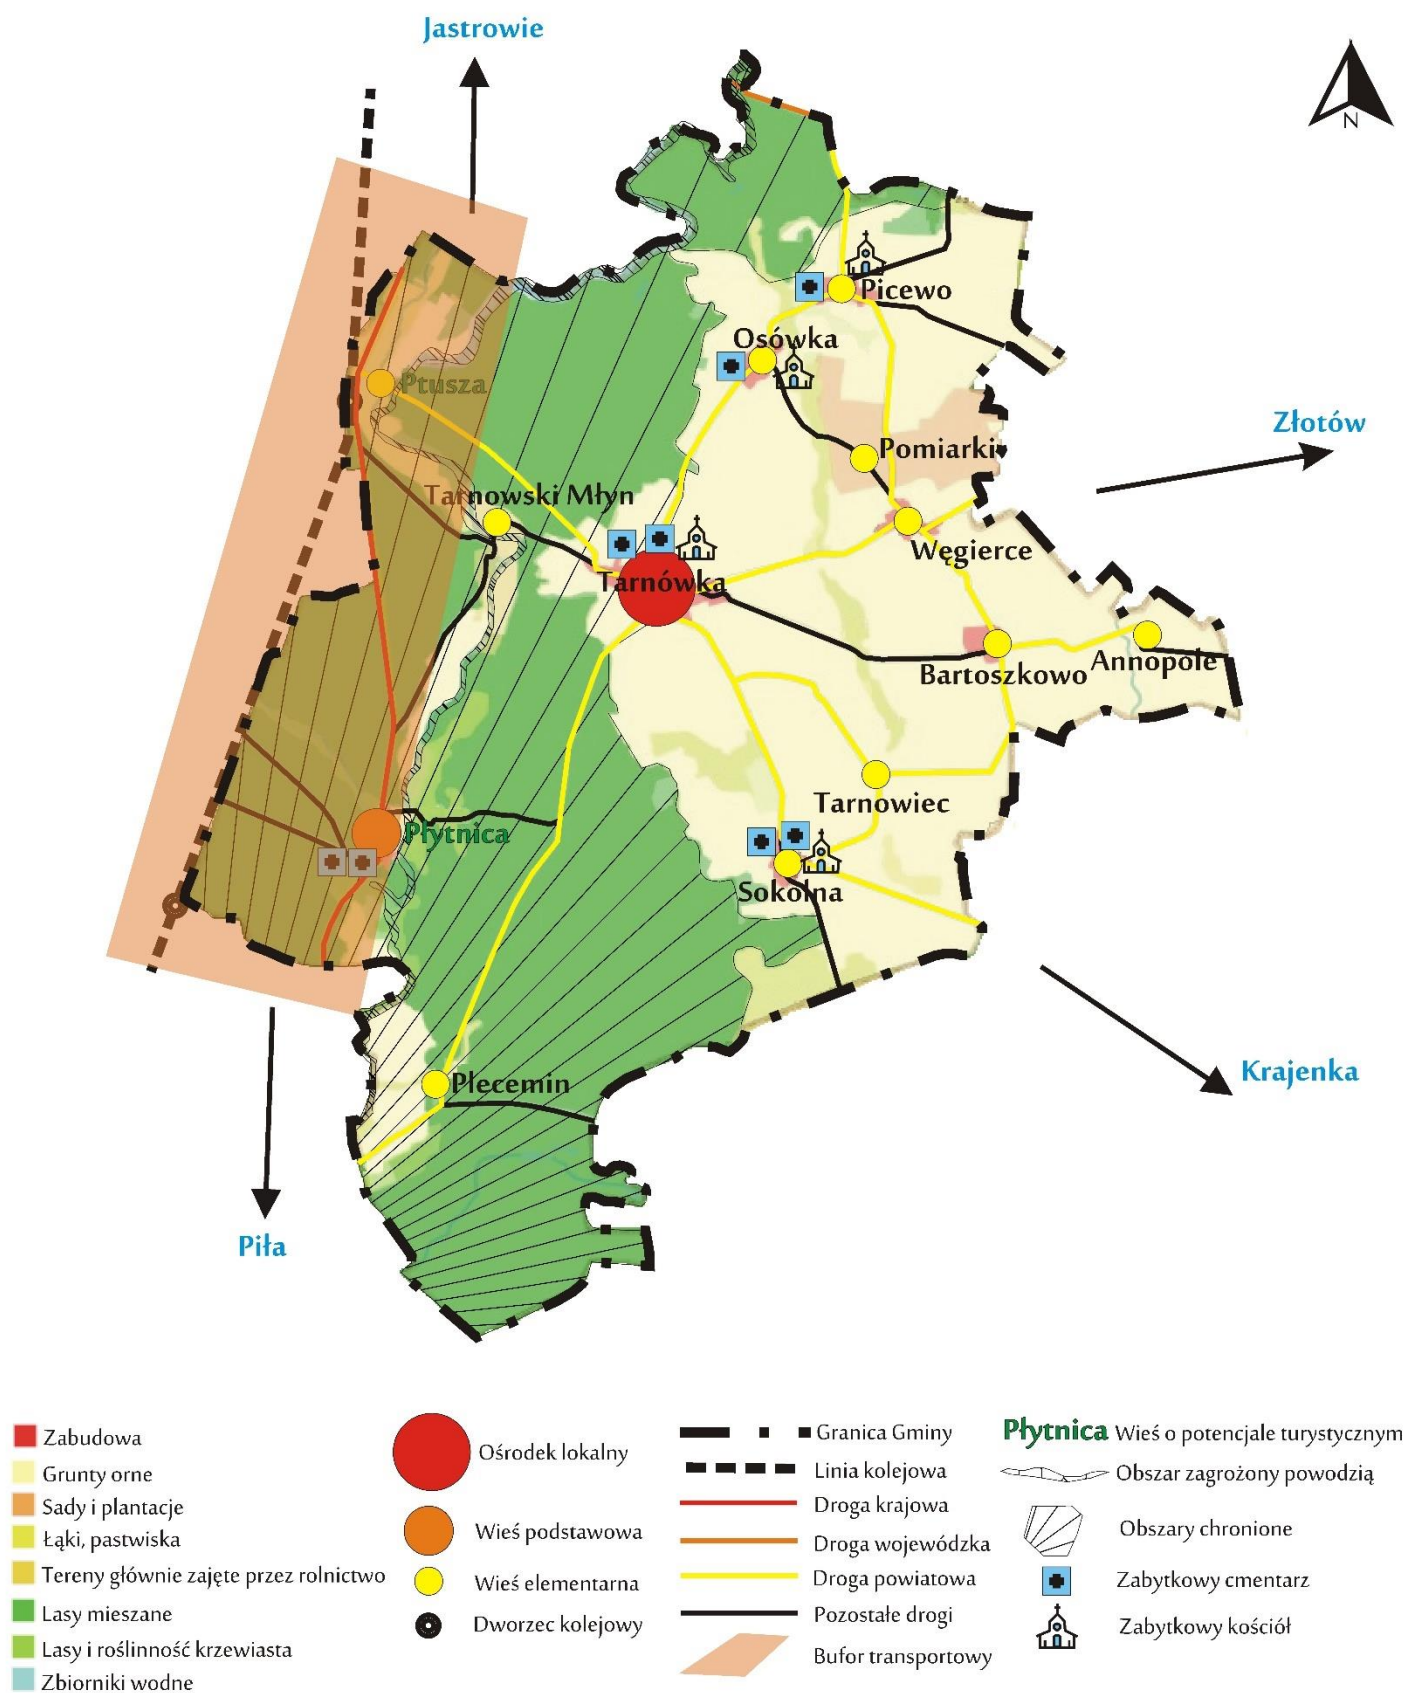 Jastrowie
N
Picewo
Osówka
Ptusza
Złotów
Pomiarki
Tarnowski Młyn
Węgierce
Tarnówka
Annopole
Bartoszkowo
Tarnowiec
Płytnica
Sokolna
Krajenka
Plecemin
Piła
Zabudowa
Grunty orne
Sady i plantacje
Łąki, pastwiska
Tereny głównie zajęte przez rolnictwo
Lasy mieszane
Lasy i roślinność krzewiasta
Zbiorniki wodne
Ośrodek lokalny
Wieś podstawowa
Wieś elementarna
Dworzec kolejowy
Granica Gminy
Linia kolejowa
Droga krajowa
Droga wojewódzka
Droga powiatowa
Pozostałe drogi
Bufor transportowy
Płytnica Wieś o potencjale turystycznym
Obszar zagrożony powodzią
Obszary chronione
Zabytkowy cmentarz
Zabytkowy kościół